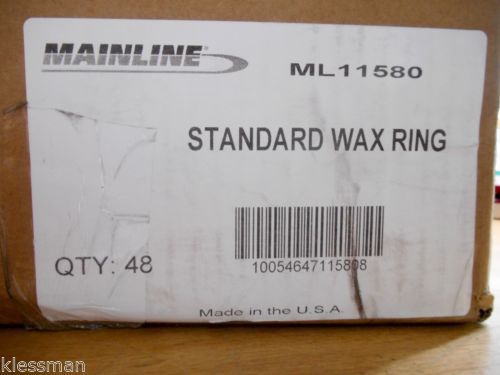 MAINLINE
ML11580
STANDARD WAX RING
10054647115808
QTY: 48
Made in the U.S.A.
klessman